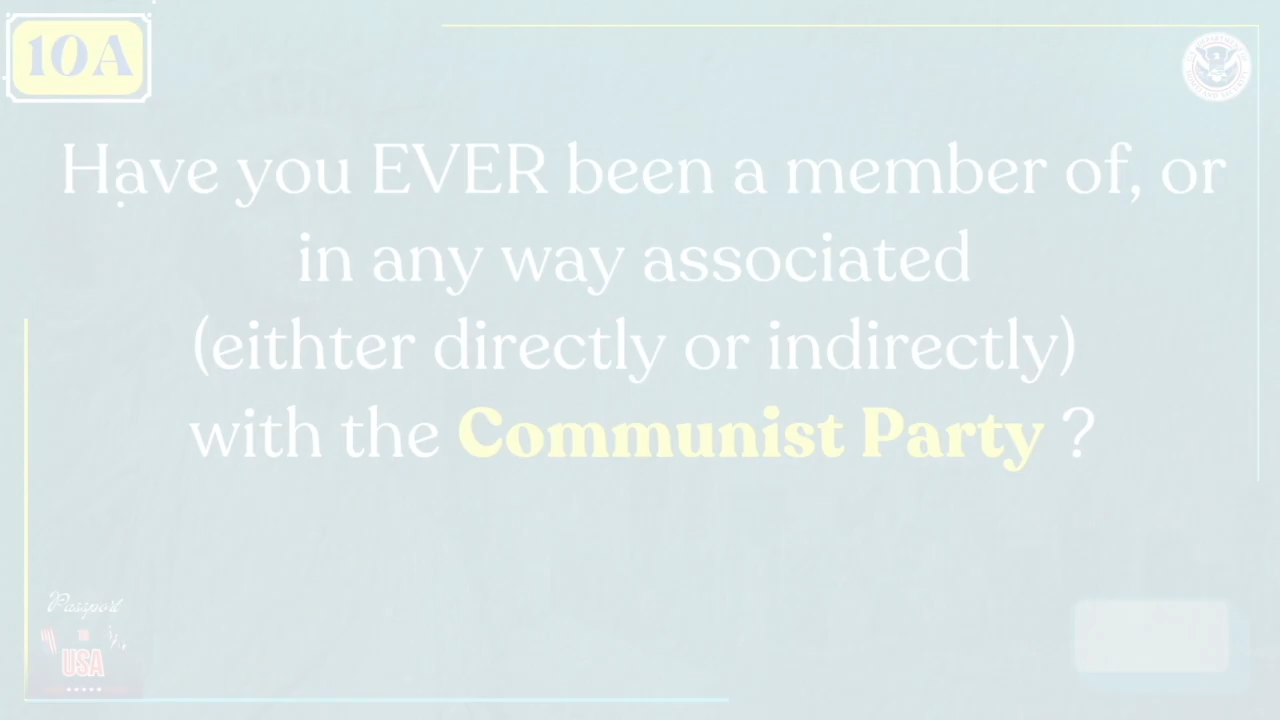 10A
Have you EVER been a member of, or
in any way associated
(eithter directly or indirectly)
with the Communist Party ?
Passport
USA